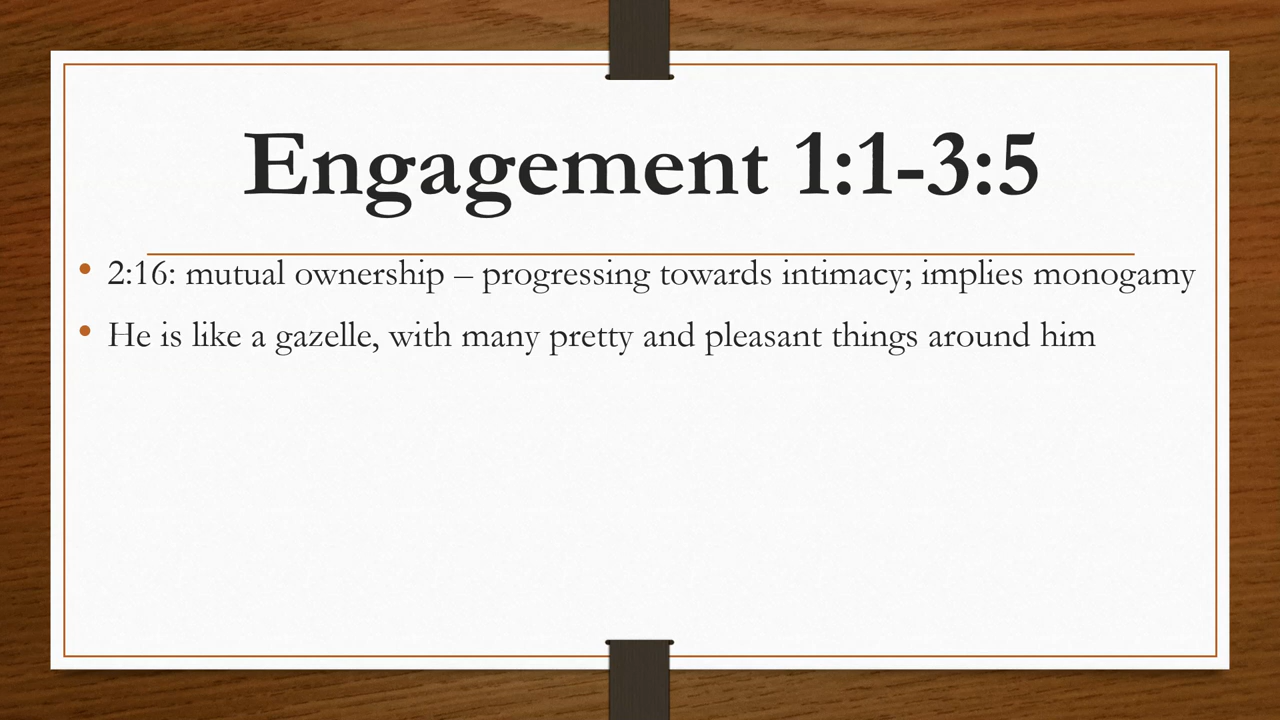 Engagement 1:1-3:5
• 2:16: mutual ownership – progressing towards intimacy; implies monogamy
• He is like a gazelle, with many pretty and pleasant things around him